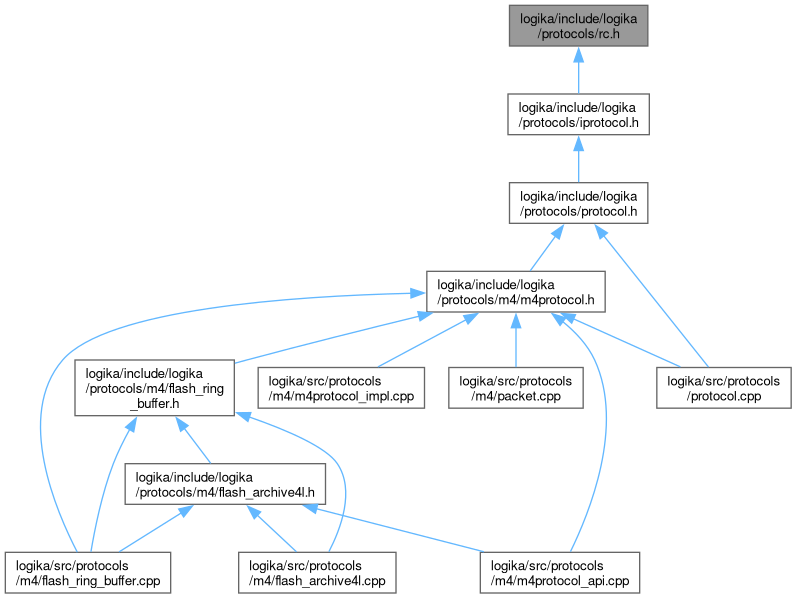 logika/include/logika
/protocols/rc.h
logika/include/logika
/protocols/iprotocol.h
logika/include/logika
/protocols/protocol.h
logika/include/logika
/protocols/m4/m4protocol.h
logika/include/logika
/protocols/m4/flash_ring
_buffer.h
logika/src/protocols
/m4/m4protocol_impl.cpp
logika/src/protocols
/m4/packet.cpp
logika/src/protocols
/protocol.cpp
logika/include/logika
/protocols/m4/flash_archive4l.h
logika/src/protocols
/m4/flash_ring_buffer.cpp
logika/src/protocols
/m4/flash_archive4l.cpp
logika/src/protocols
/m4/m4protocol_api.cpp